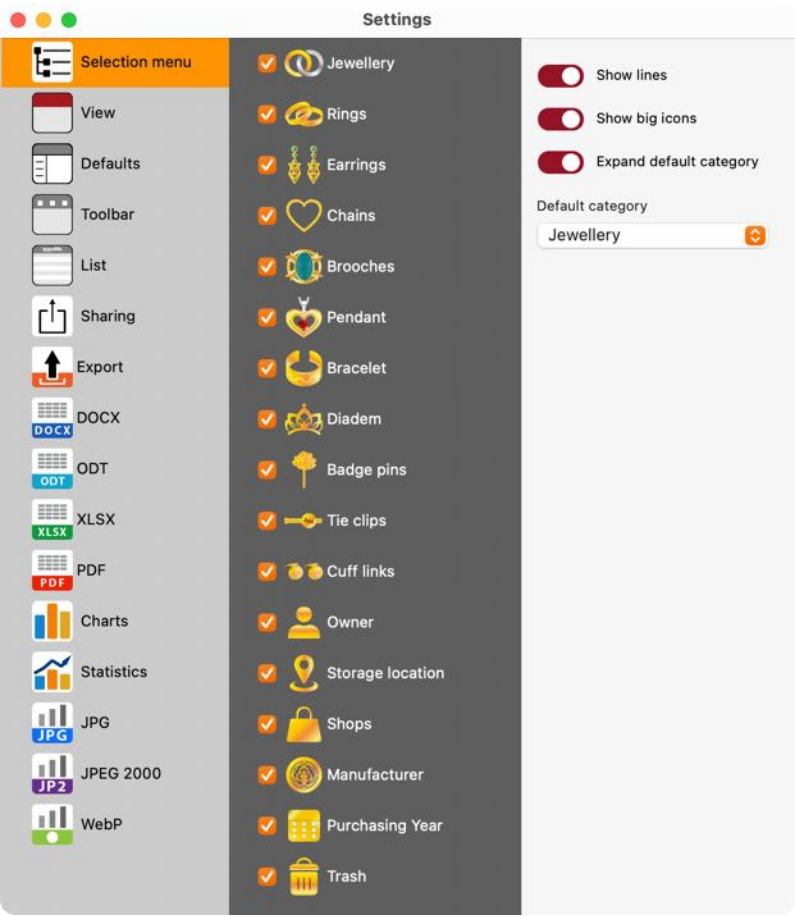 Settings
Selection menu
View
Defaults
Toolbar
List
Sharing
Export
DOCX
DOCX
ODT
ODT
XLSX
XLSX
PDF
PDF
Charts
Statistics
JPG
JPG
JPEG 2000
JP2
WebP
Jewellery
Rings
Earrings
Chains
Brooches
Pendant
Bracelet
Diadem
Badge pins
Tie clips
Cuff links
Owner
Storage location
Shops
Manufacturer
Purchasing Year
Trash
Show lines
Show big icons
Expand default category
Default category
Jewellery